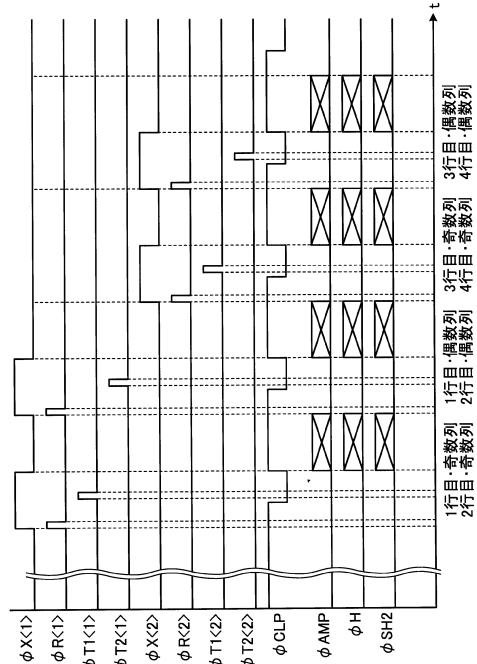 φX<1>
φR<1>
φT1<1>
φT2<1>
φX<2>
φR<2>
φT1<2>
φT2<2>
φCLP
φAMP
φH
φSH2
1行目・奇数列
2行目・奇数列
1行目・偶数列
2行目・偶数列
3行目・奇数列
4行目・奇数列
3行目・偶数列
4行目・偶数列
t